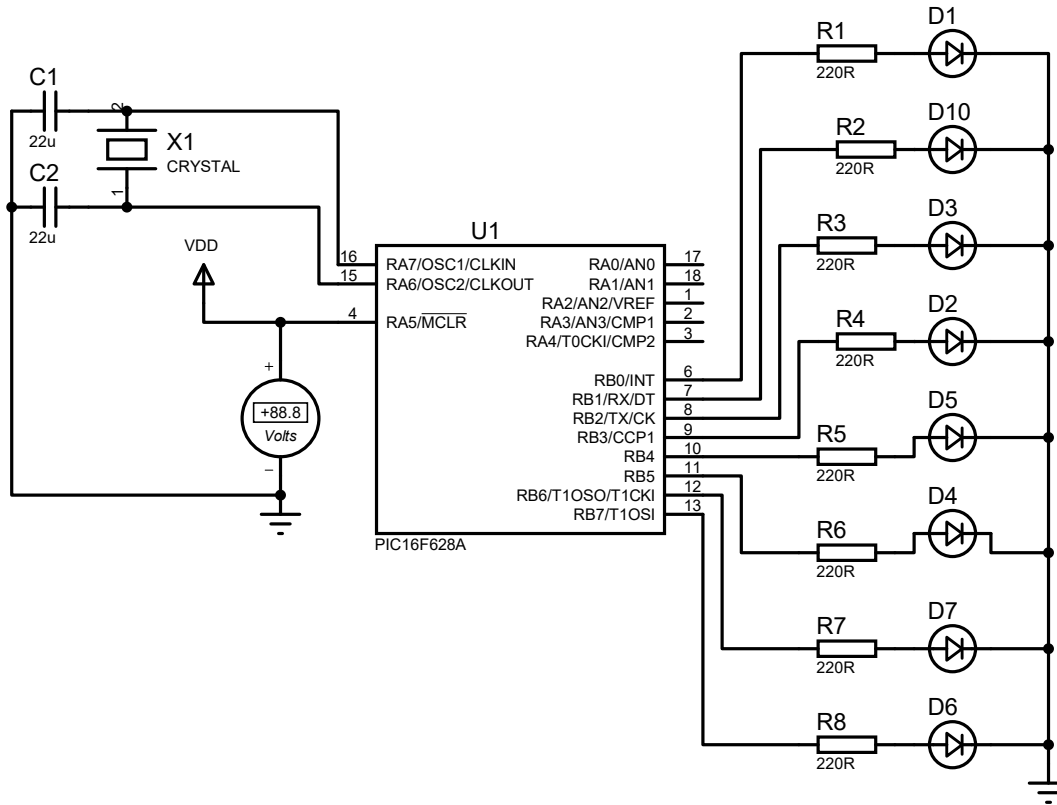 C1
22u
2
X1
CRYSTAL
1
C2
22u
VDD
+
+88.8
Volts
−
U1
16 RA7/OSC1/CLKIN
15 RA6/OSC2/CLKOUT
4 RA5/MCLR
RA0/AN0 17
RA1/AN1 18
RA2/AN2/VREF 1
RA3/AN3/CMP1 2
RA4/T0CKI/CMP2 3
RB0/INT 6
RB1/RX/DT 7
RB2/TX/CK 8
RB3/CCP1 9
RB4 10
RB5 11
RB6/T1OSO/T1CKI 12
RB7/T1OSI 13
PIC16F628A
R1
220R
D1
R2
220R
D10
R3
220R
D3
R4
220R
D2
R5
220R
D5
R6
220R
D4
R7
220R
D7
R8
220R
D6